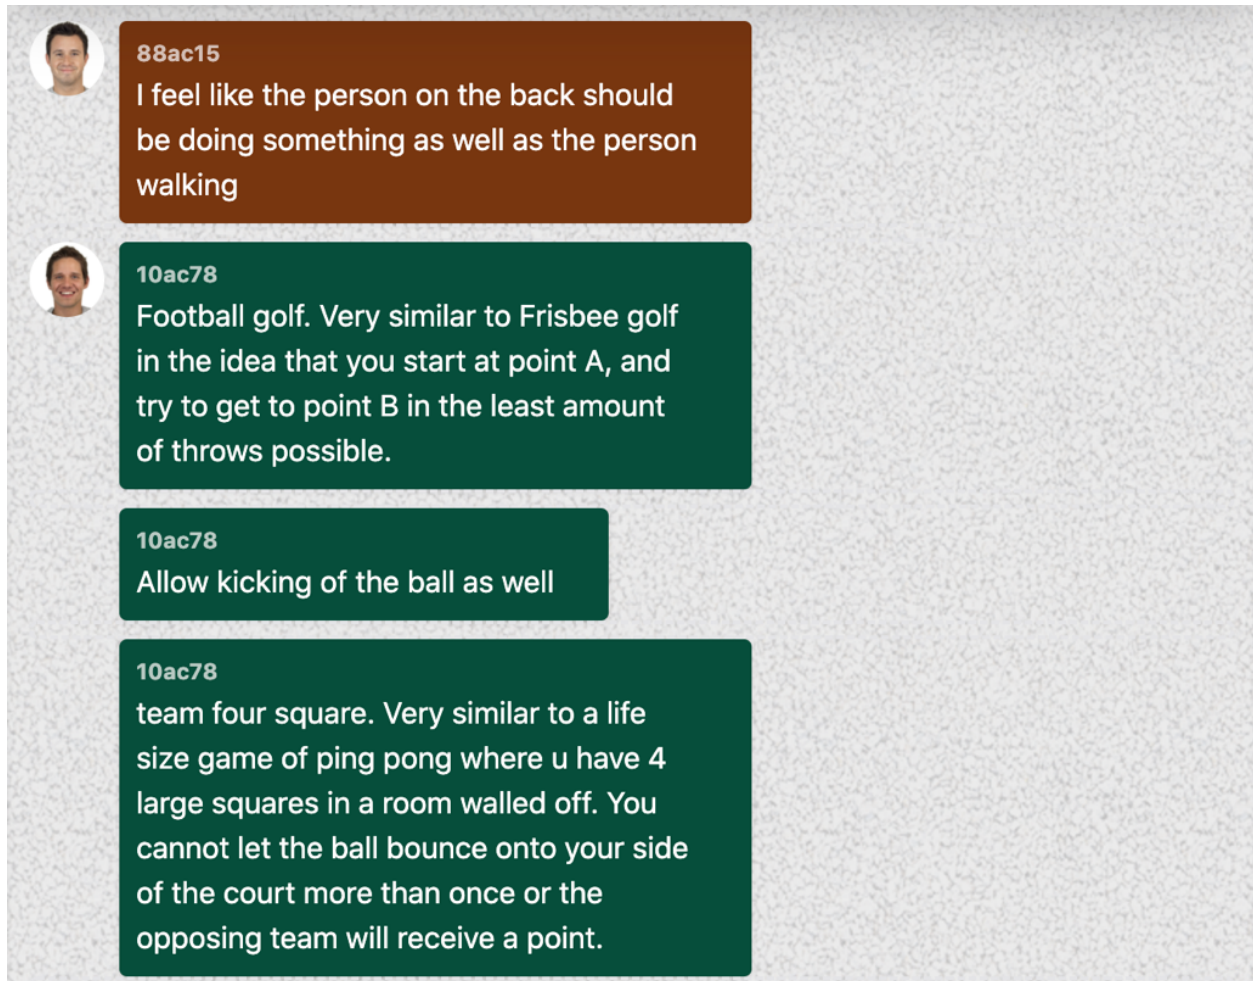 88ac15
I feel like the person on the back should
be doing something as well as the person
walking
10ac78
Football golf. Very similar to Frisbee golf
in the idea that you start at point A, and
try to get to point B in the least amount
of throws possible.
10ac78
Allow kicking of the ball as well
10ac78
team four square. Very similar to a life
size game of ping pong where u have 4
large squares in a room walled off. You
cannot let the ball bounce onto your side
of the court more than once or the
opposing team will receive a point.